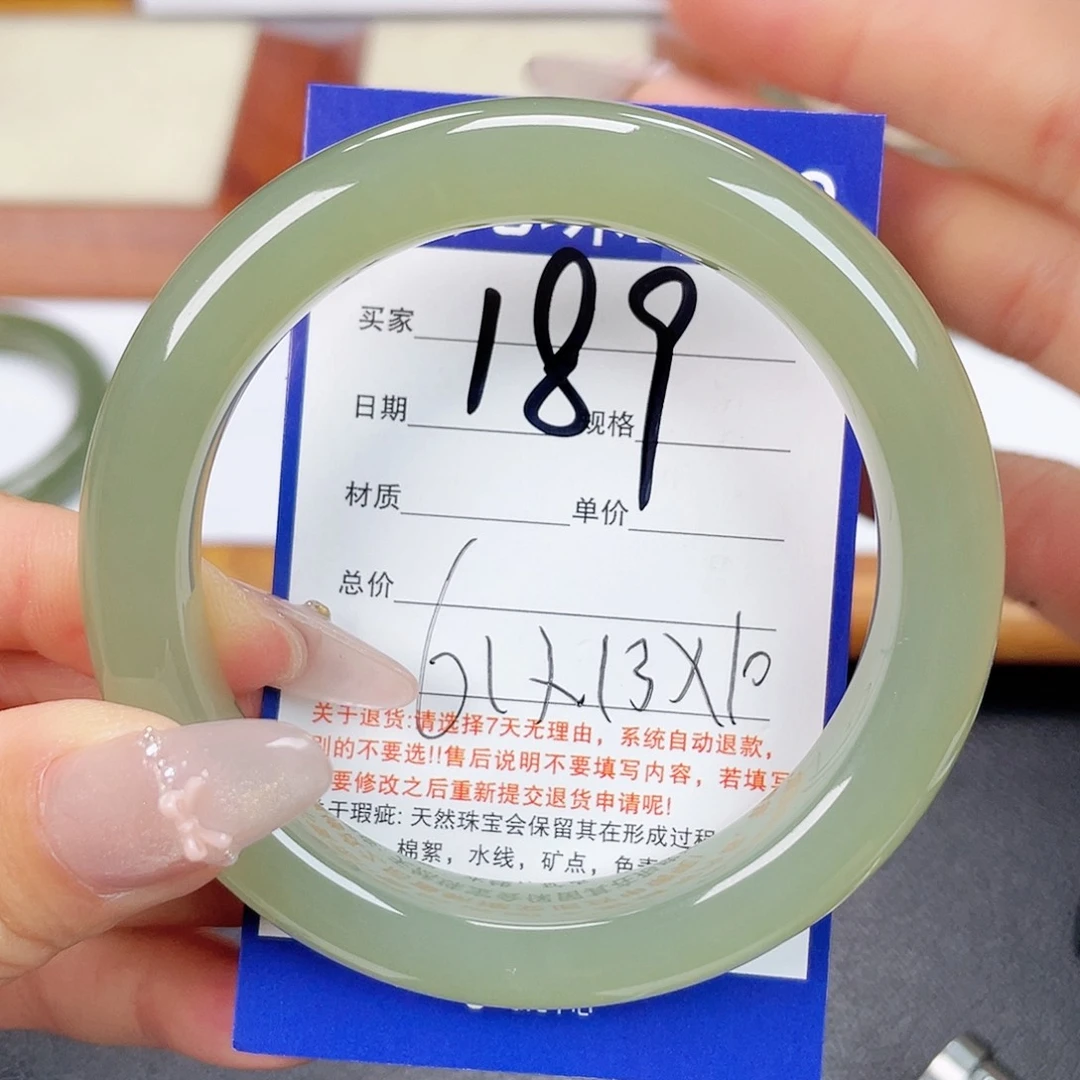 189
买家
日期 规格
材质 单价
总价
关于退货:请选择7天无理由，系统自动退款，
别的不要选!!售后说明不要填写内容，若填写
要修改之后重新提交退货申请呢!
于瑕疵: 天然珠宝会保留其在形成过程
棉絮，水线，矿点，色